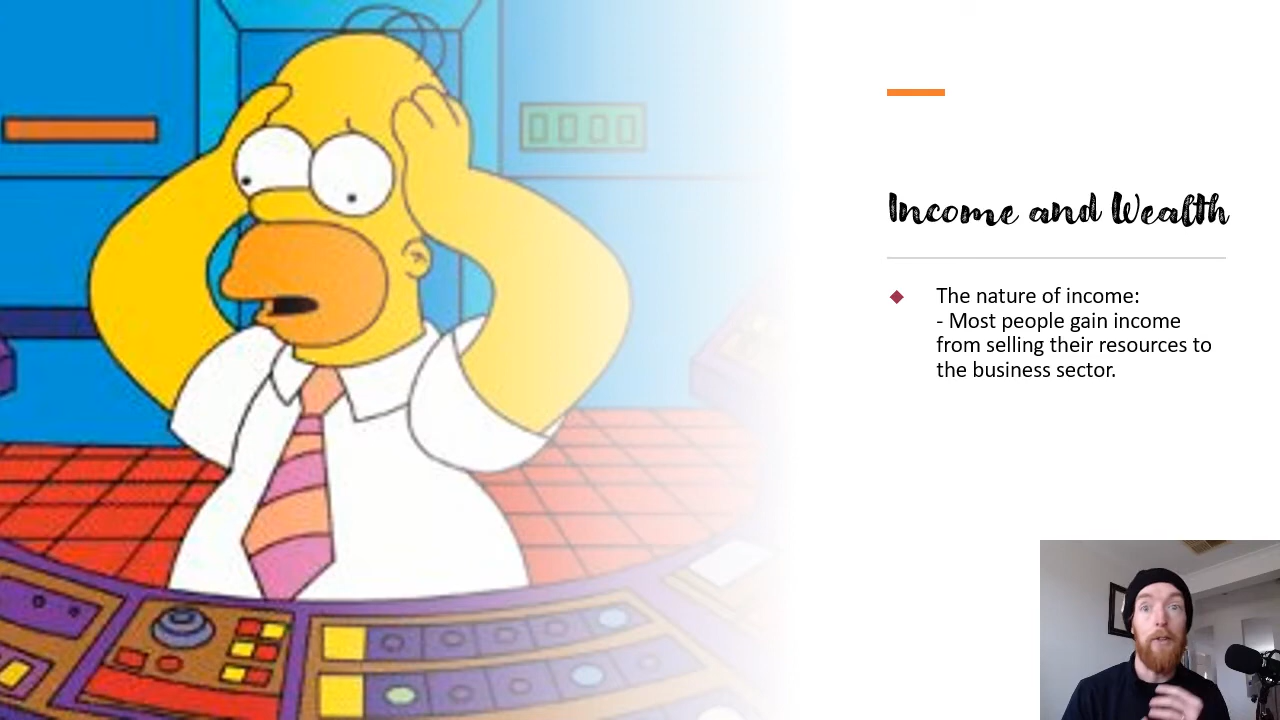 Income and Wealth
The nature of income:
- Most people gain income
from selling their resources to
the business sector.